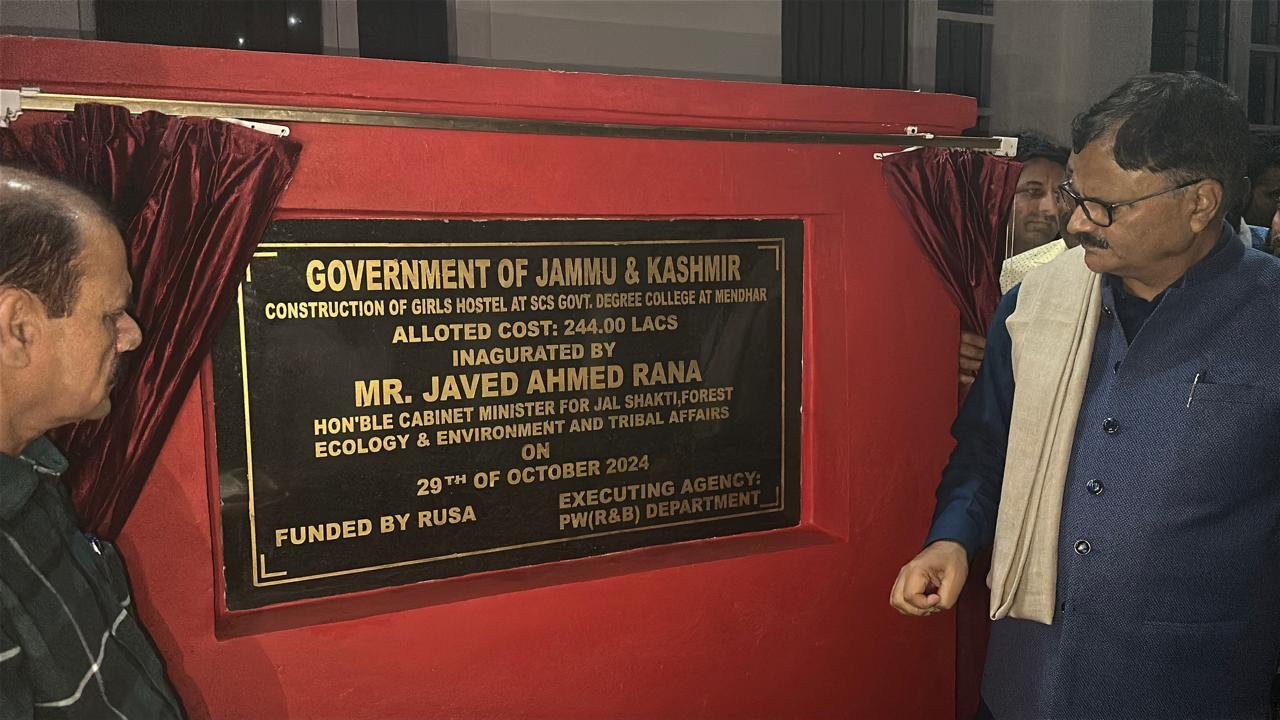 GOVERNMENT OF JAMMU & KASHMIR
CONSTRUCTION OF GIRLS HOSTEL AT SCS GOVT. DEGREE COLLEGE AT MENDHAR
ALLOTED COST: 244.00 LACS
INAGURATED BY
MR. JAVED AHMED RANA
HON'BLE CABINET MINISTER FOR JAL SHAKTI,FOREST
ECOLOGY & ENVIRONMENT AND TRIBAL AFFAIRS
ON
29TH OF OCTOBER 2024
FUNDED BY RUSA
EXECUTING AGENCY:
PW(R&B) DEPARTMENT